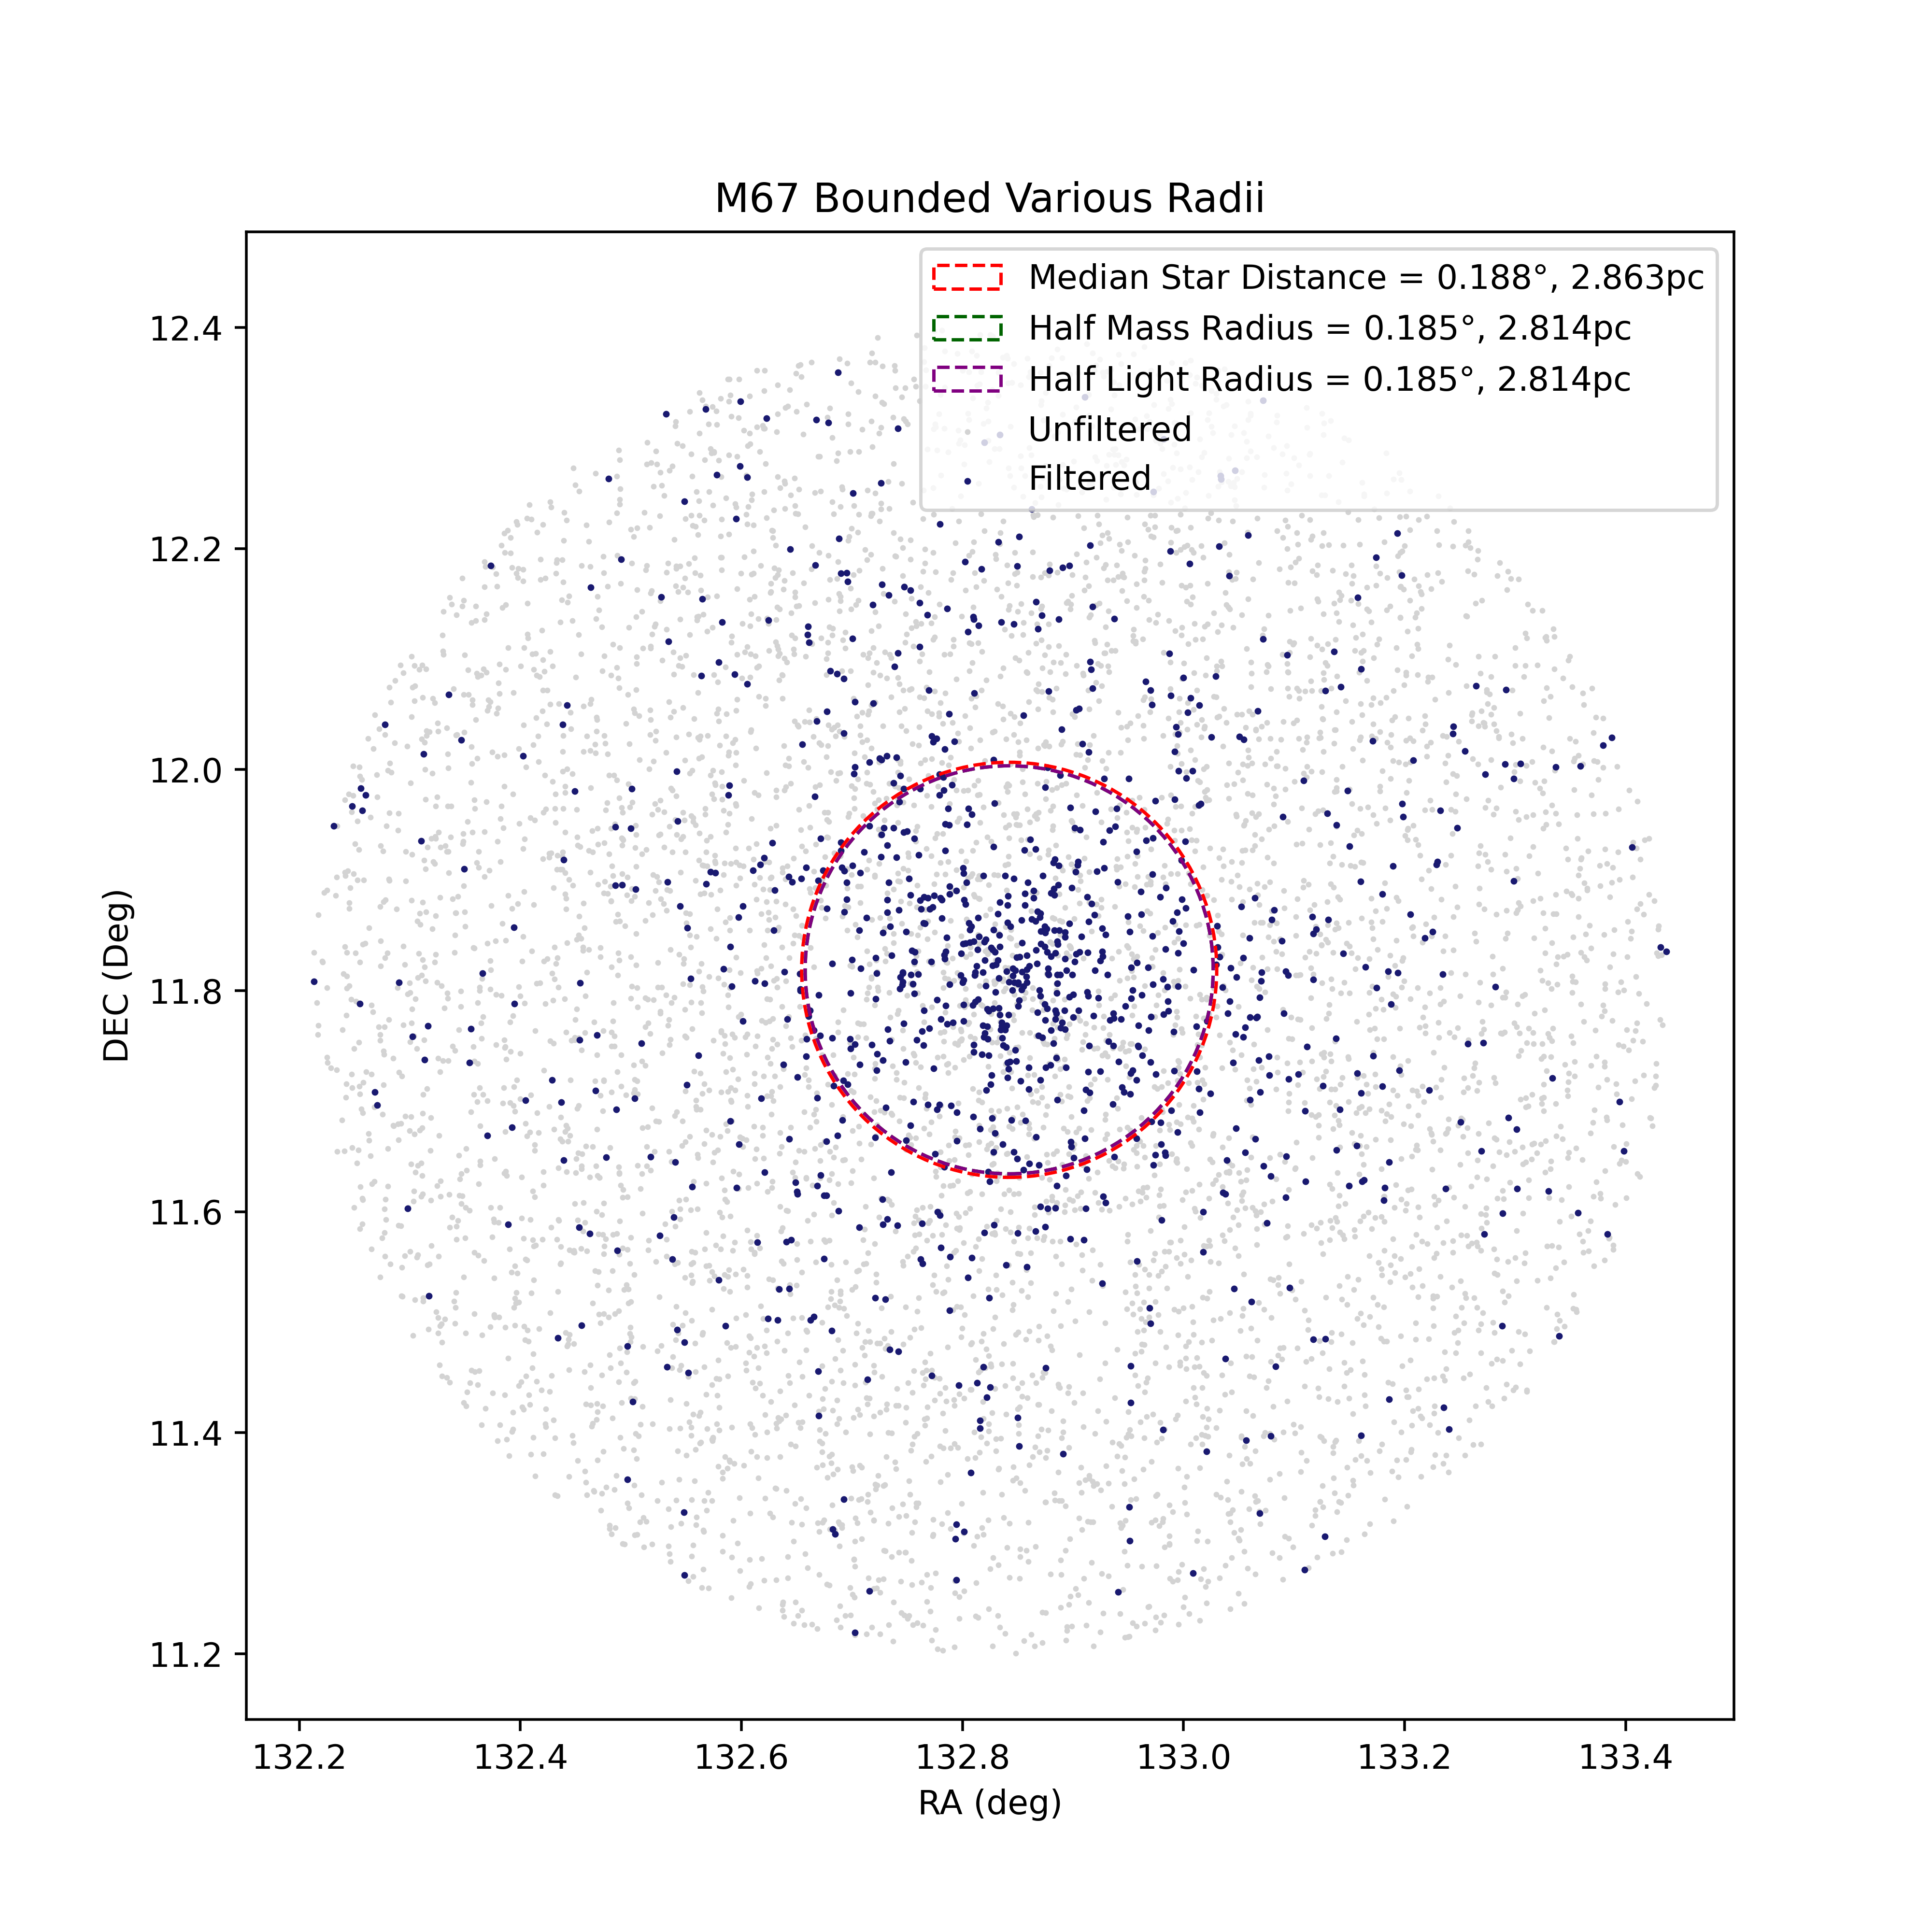 M67 Bounded Various Radii
Median Star Distance = 0.188°, 2.863pc
Half Mass Radius = 0.185°, 2.814pc
Half Light Radius = 0.185°, 2.814pc
Unfiltered
Filtered
12.4
12.2
12.0
11.8
11.6
11.4
11.2
DEC (Deg)
132.2 132.4 132.6 132.8 133.0 133.2 133.4
RA (deg)